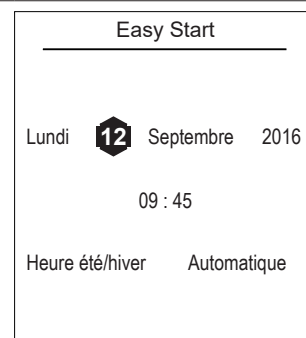 Easy Start
Lundi 12 Septembre 2016
09 : 45
Heure été/hiver Automatique